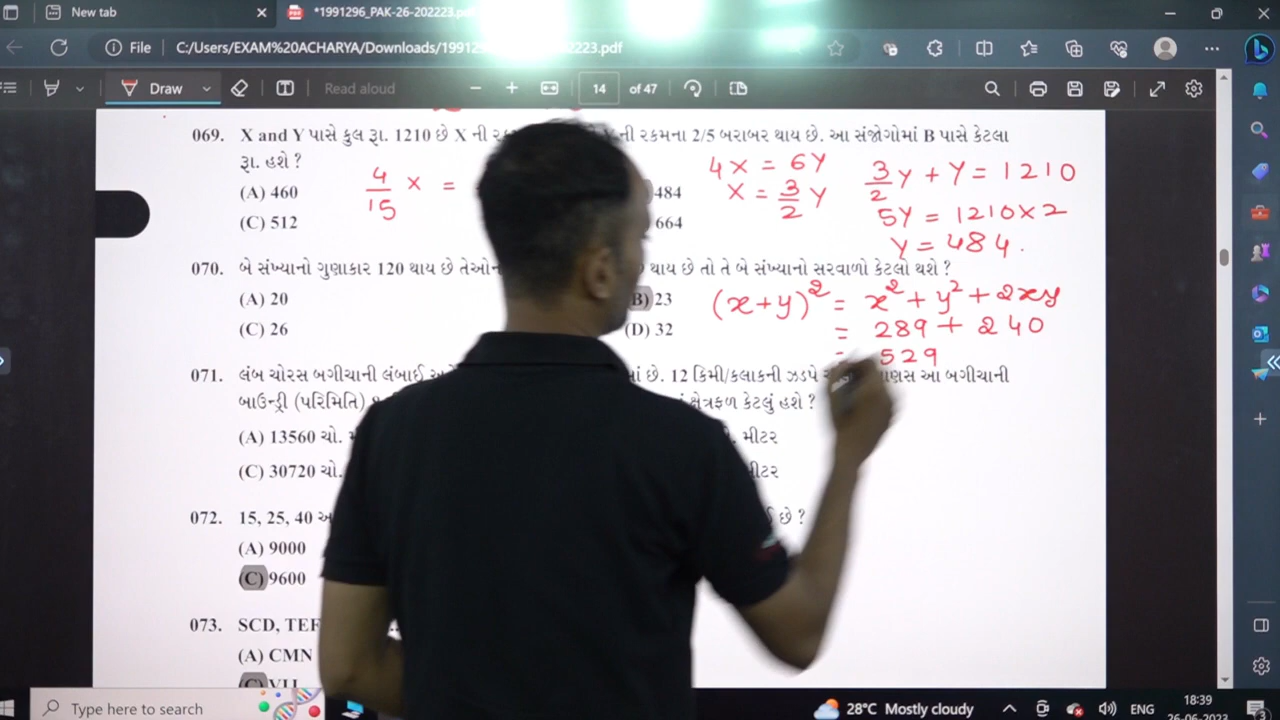 New tab
*1991296_PAK-26-202223.pdf
File C:/Users/EXAM%20ACHARYA/Downloads/1991 2223.pdf
Draw Read aloud 14 of 47
069. X and Y પાસે કુલ રૂા. 1210 છે X ની ની રકમના 2/5 બરાબર થાય છે. આ સંજોગોમાં B પાસે કેટલા
રૂા. હશે ?
(A) 460 484
(C) 512 664
4/15 x =
4x = 6y
x = 3/2 y
3/2 y + y = 1210
5y = 1210 x 2
y = 484.
070. બે સંખ્યાનો ગુણાકાર 120 થાય છે તેઓન થાય છે તો તે બે સંખ્યાનો સરવાળો કેટલો થશે ?
(A) 20 (B) 23
(C) 26 (D) 32
(x+y)² = x² + y² + 2xy
= 289 + 240
= 529
071. લંબ ચોરસ બગીચાની લંબાઈ માં છે. 12 કિમી/કલાકની ઝડપે આ બગીચાની
બાઉન્ડ્રી (પરિમિતિ) ક્ષેત્રફળ કેટલું હશે ?
(A) 13560 ચો. મીટર
(C) 30720 ચો. મીટર
072. 15, 25, 40 છે ?
(A) 9000
(C) 9600
073. SCD, TEF
(A) CMN
(C)
Type here to search 28°C Mostly cloudy ENG 18:39
26-06-2023